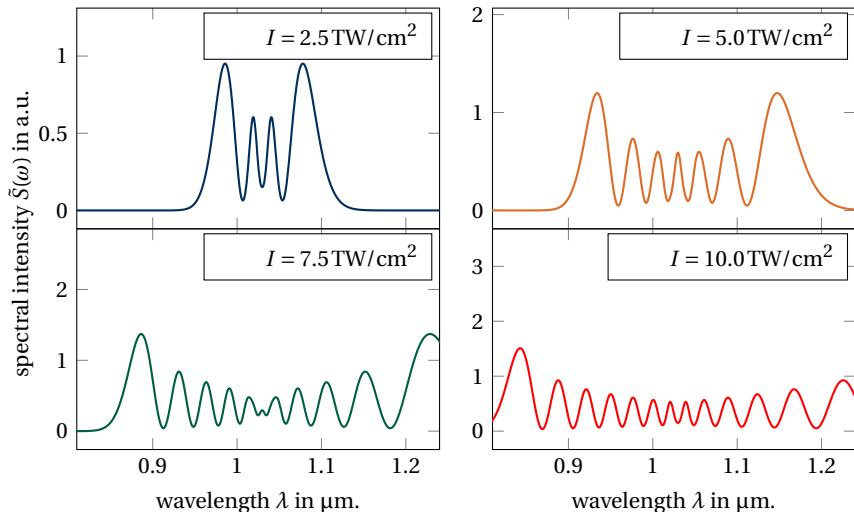 I = 2.5 TW/cm²
I = 5.0 TW/cm²
1
0.5
0
2
1
0
spectral intensity S̃(ω) in a.u.
I = 7.5 TW/cm²
I = 10.0 TW/cm²
2
1
0
3
2
1
0
0.9 1 1.1 1.2
0.9 1 1.1 1.2
wavelength λ in µm.
wavelength λ in µm.